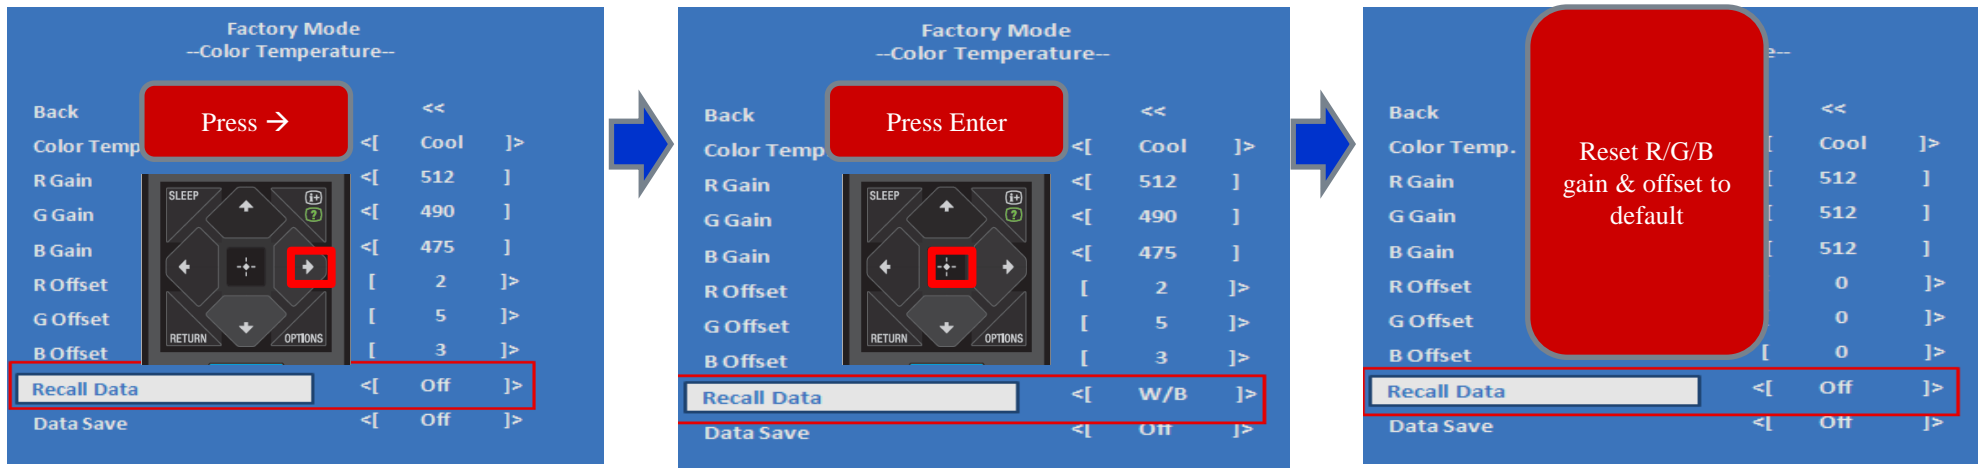 Factory Mode
--Color Temperature--
Press →
Back <<
Color Temp <[ Cool ]>
R Gain <[ 512 ]
G Gain <[ 490 ]
B Gain <[ 475 ]
R Offset [ 2 ]>
G Offset [ 5 ]>
B Offset [ 3 ]>
Recall Data <[ Off ]>
Data Save <[ Off ]>
SLEEP
i+
?
RETURN
OPTIONS
Factory Mode
--Color Temperature--
Press Enter
Back <<
Color Temp. <[ Cool ]>
R Gain <[ 512 ]
G Gain <[ 490 ]
B Gain <[ 475 ]
R Offset [ 2 ]>
G Offset [ 5 ]>
B Offset [ 3 ]>
Recall Data <[ W/B ]>
Data Save <[ Off ]>
SLEEP
i+
?
RETURN
OPTIONS
--
Reset R/G/B
gain & offset to
default
Back <<
Color Temp. [ Cool ]>
R Gain [ 512 ]
G Gain [ 512 ]
B Gain [ 512 ]
R Offset 0 ]>
G Offset 0 ]>
B Offset [ 0 ]>
Recall Data <[ Off ]>
Data Save <[ Off ]>